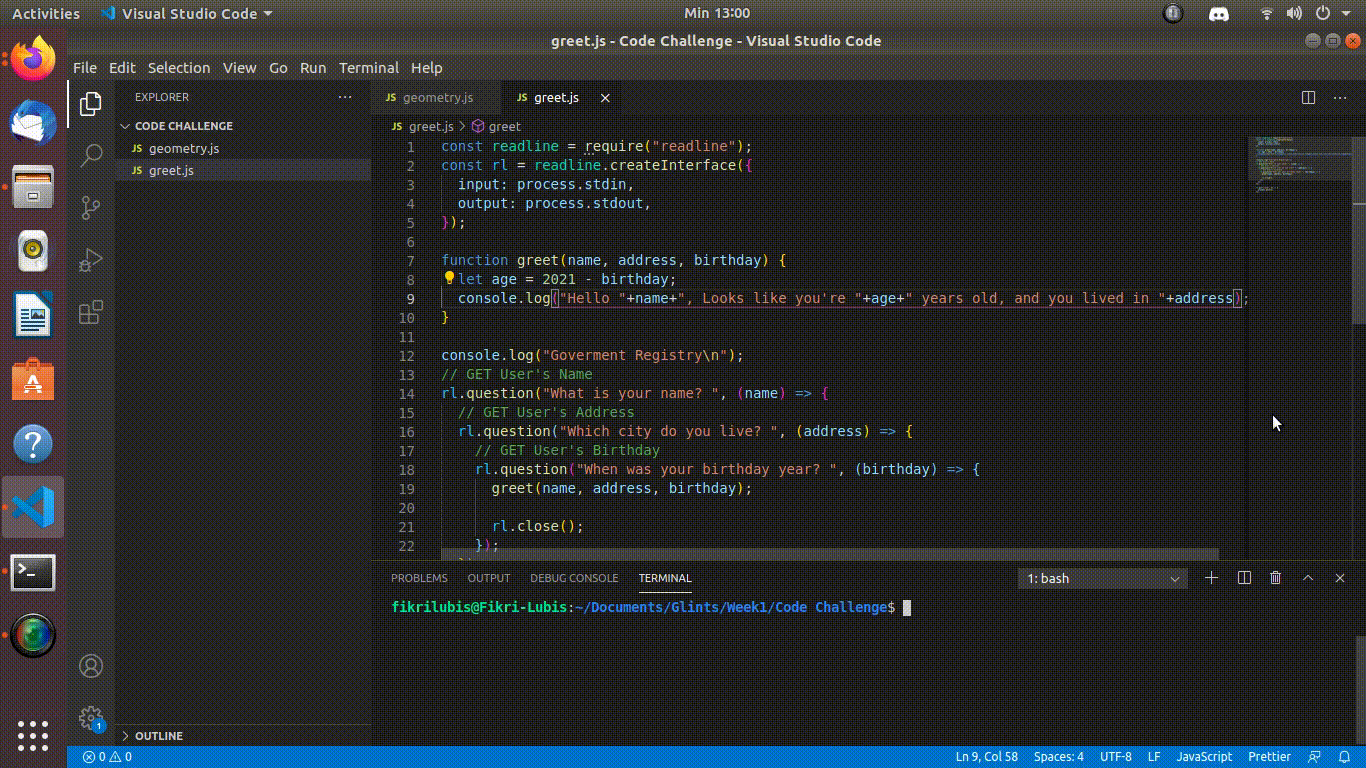 Activities Visual Studio Code Min 13:00
greet.js - Code Challenge - Visual Studio Code
File Edit Selection View Go Run Terminal Help
EXPLORER
CODE CHALLENGE
JS geometry.js
JS greet.js
OUTLINE
JS geometry.js JS greet.js
JS greet.js > greet
1 const readline = require("readline");
2 const rl = readline.createInterface({
3 input: process.stdin,
4 output: process.stdout,
5 });
6
7 function greet(name, address, birthday) {
8 let age = 2021 - birthday;
9 console.log("Hello "+name+", Looks like you're "+age+" years old, and you lived in "+address);
10 }
11
12 console.log("Goverment Registry\n");
13 // GET User's Name
14 rl.question("What is your name? ", (name) => {
15 // GET User's Address
16 rl.question("Which city do you live? ", (address) => {
17 // GET User's Birthday
18 rl.question("When was your birthday year? ", (birthday) => {
19 greet(name, address, birthday);
20
21 rl.close();
22 });
PROBLEMS OUTPUT DEBUG CONSOLE TERMINAL 1: bash
fikrilubis@Fikri-Lubis:~/Documents/Glints/Week1/Code Challenge$
1
0 0 Ln 9, Col 58 Spaces: 4 UTF-8 LF JavaScript Prettier